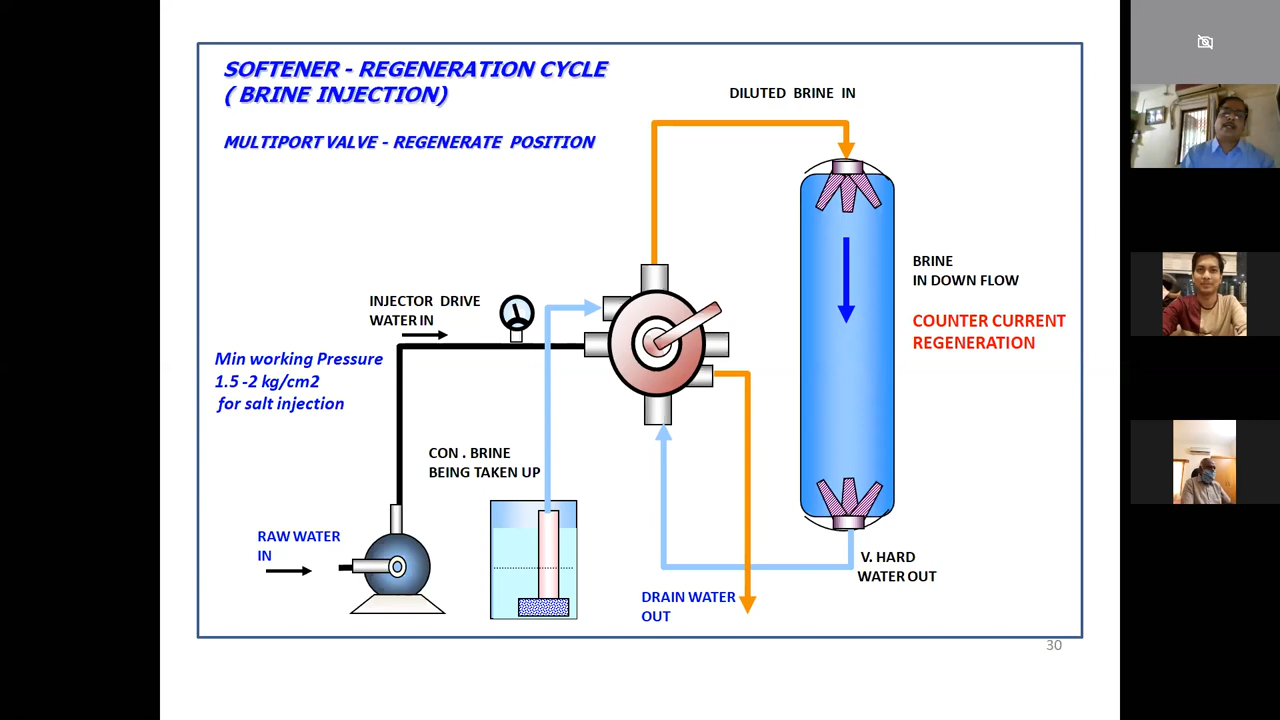 SOFTENER - REGENERATION CYCLE
( BRINE INJECTION)
MULTIPORT VALVE - REGENERATE POSITION
DILUTED BRINE IN
BRINE
IN DOWN FLOW
COUNTER CURRENT
REGENERATION
INJECTOR DRIVE
WATER IN
Min working Pressure
1.5 -2 kg/cm2
for salt injection
CON . BRINE
BEING TAKEN UP
RAW WATER
IN
V. HARD
WATER OUT
DRAIN WATER
OUT
30